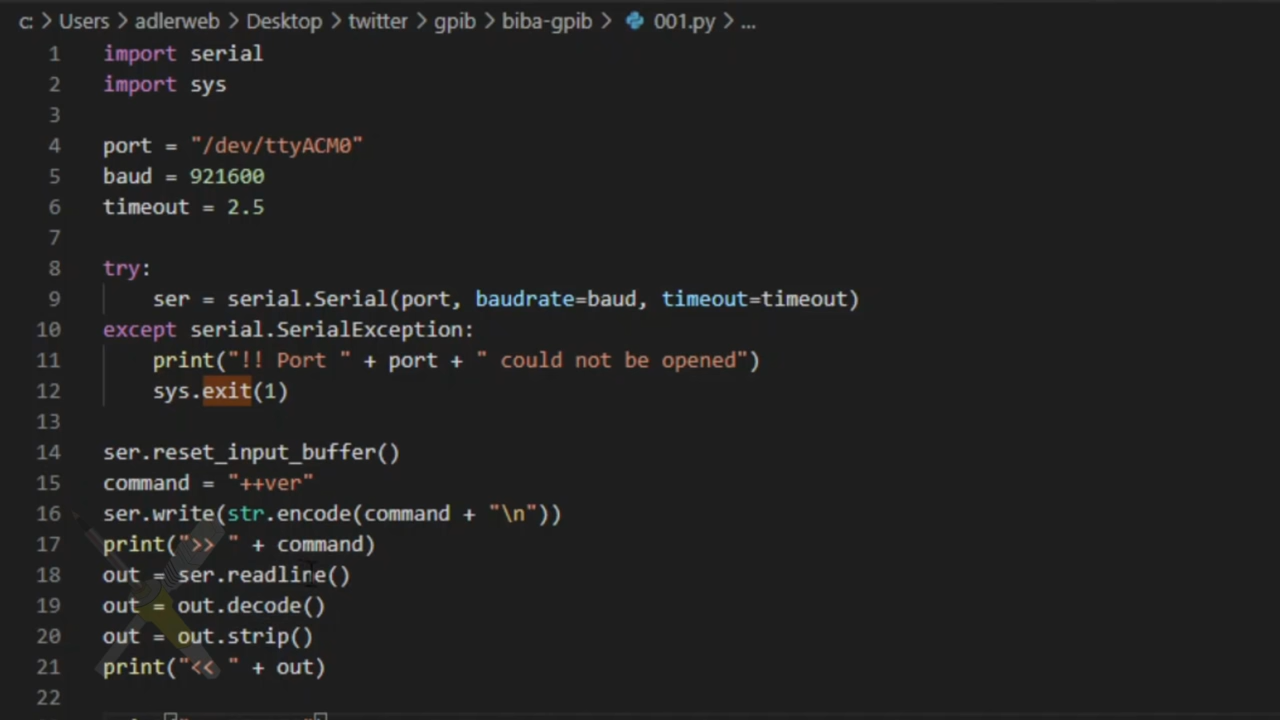 c: > Users > adlerweb > Desktop > twitter > gpib > biba-gpib > 001.py > ...
1 import serial
2 import sys
3
4 port = "/dev/ttyACM0"
5 baud = 921600
6 timeout = 2.5
7
8 try:
9     ser = serial.Serial(port, baudrate=baud, timeout=timeout)
10 except serial.SerialException:
11     print("!! Port " + port + " could not be opened")
12     sys.exit(1)
13
14 ser.reset_input_buffer()
15 command = "++ver"
16 ser.write(str.encode(command + "\n"))
17 print(">> " + command)
18 out = ser.readline()
19 out = out.decode()
20 out = out.strip()
21 print("<< " + out)
22